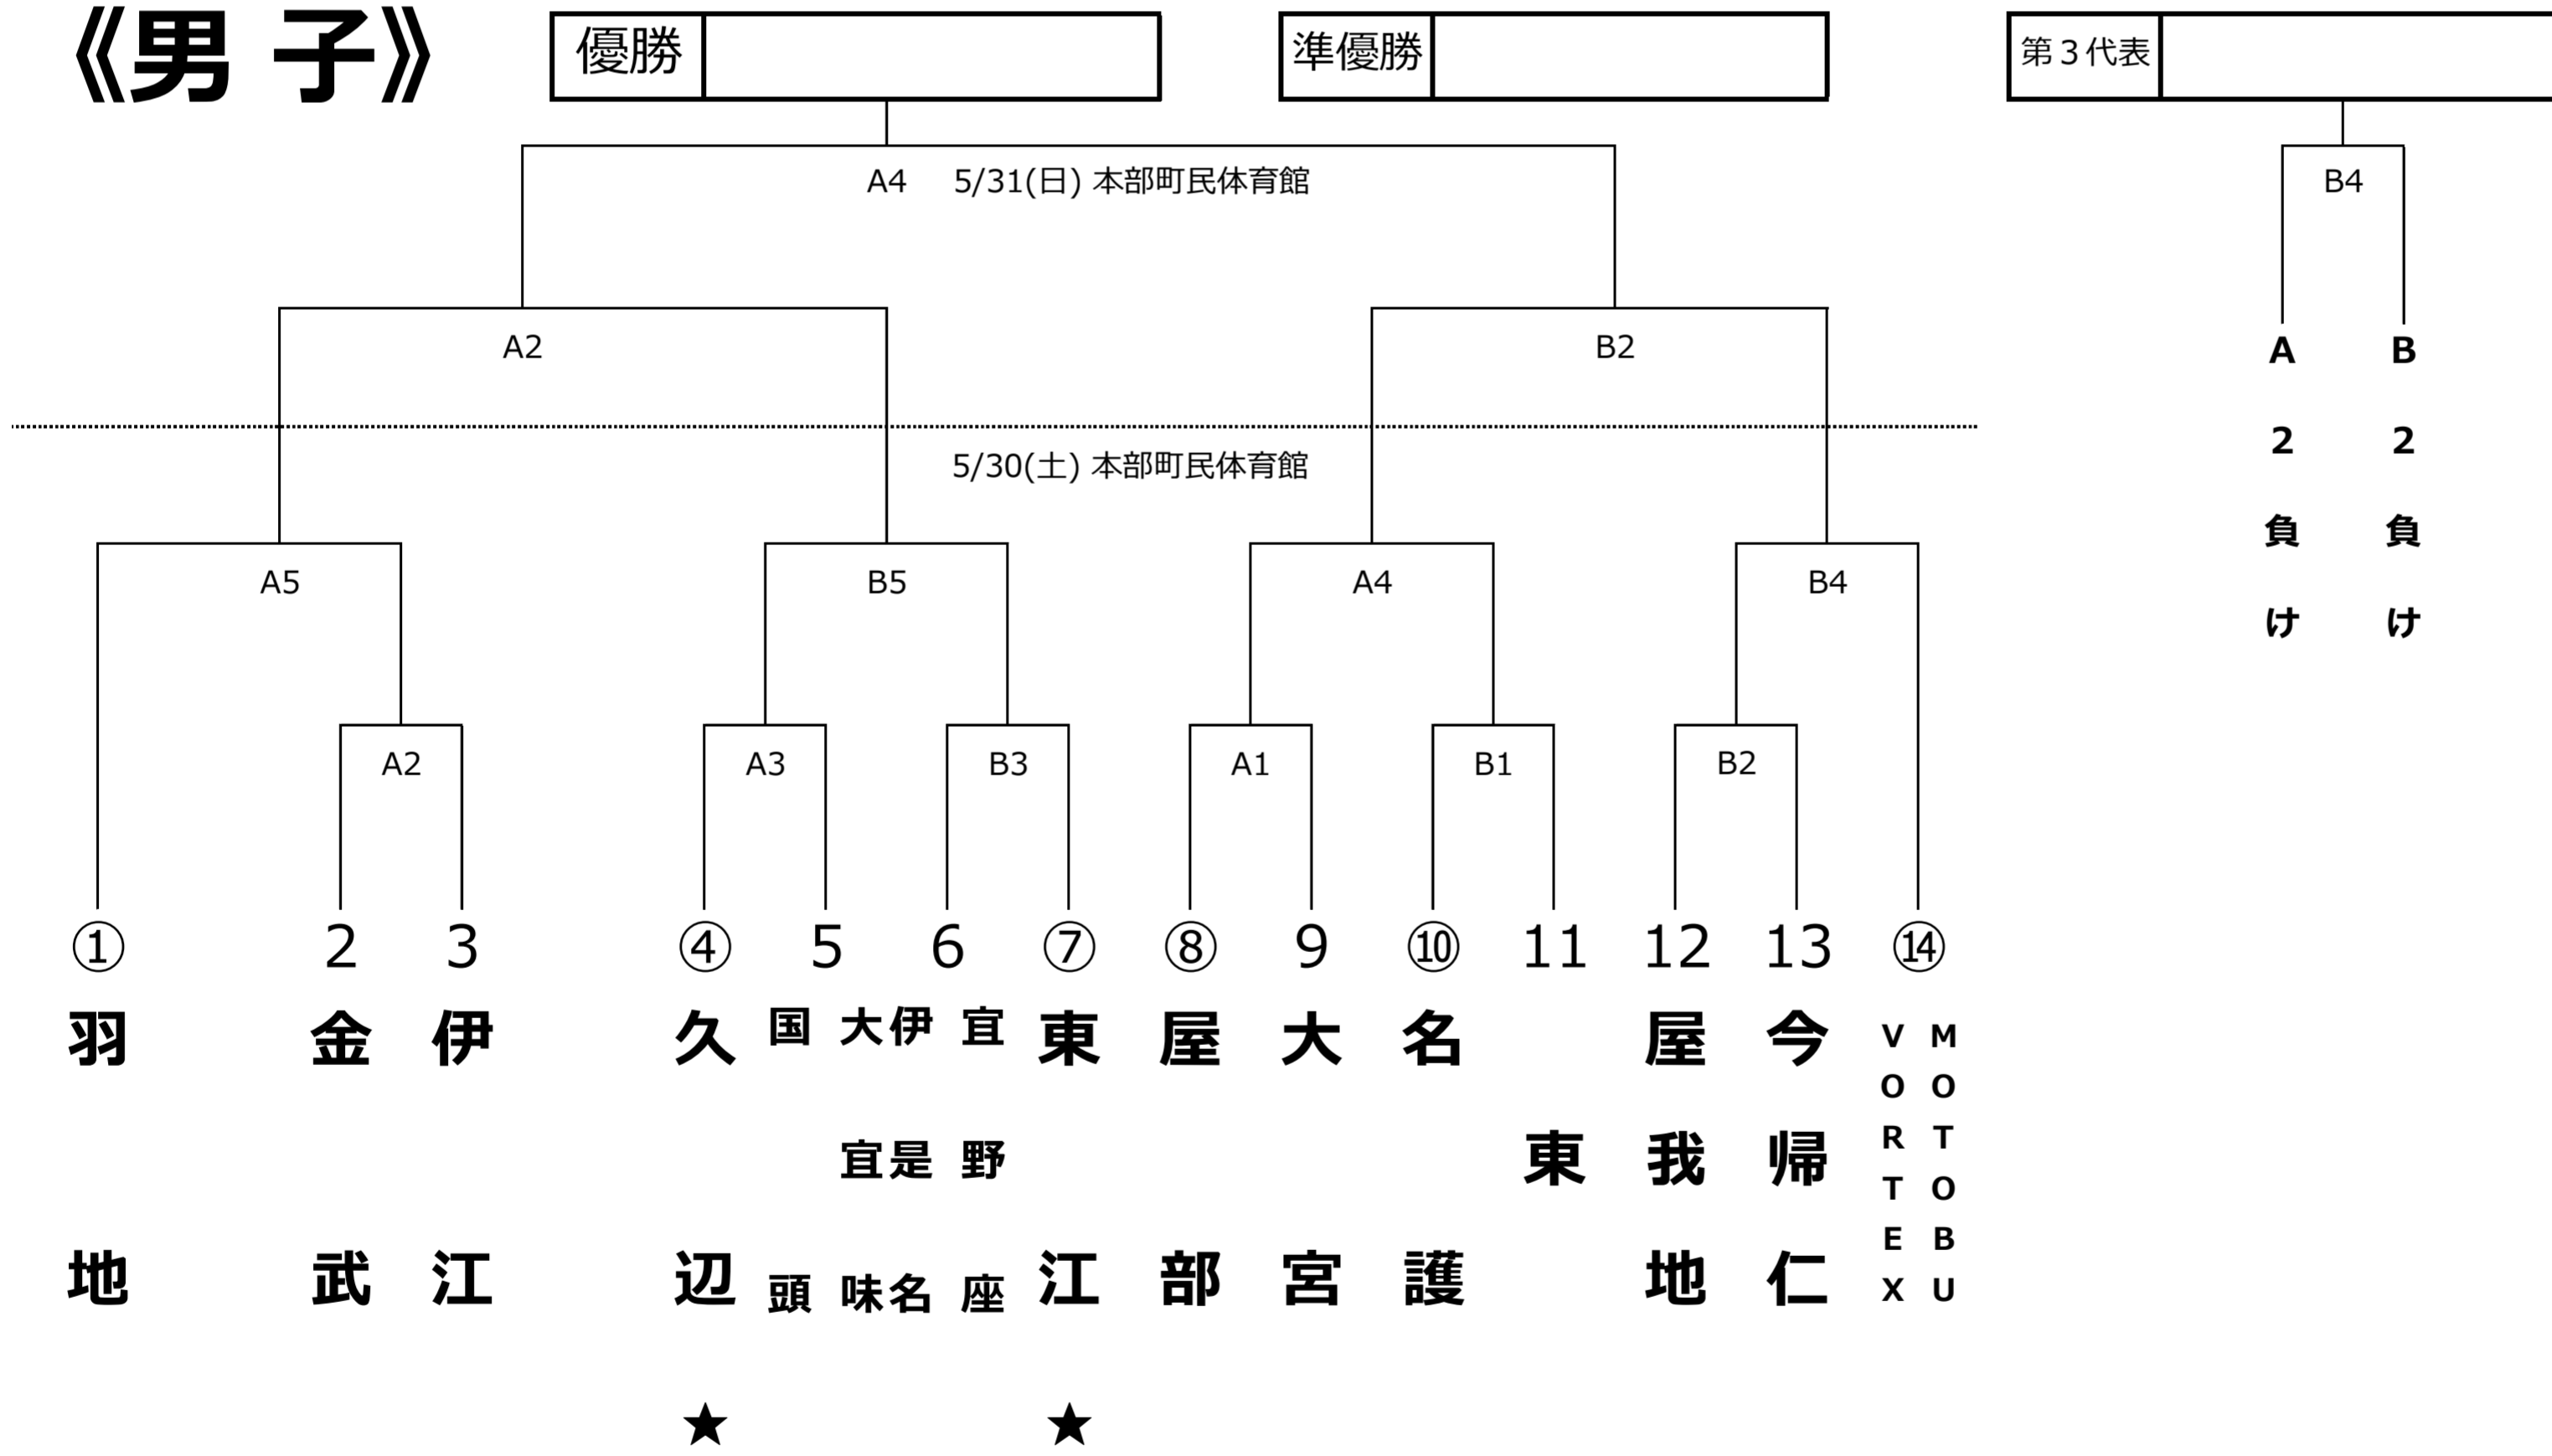 《男 子》
優勝
準優勝
第３代表
A4 5/31(日) 本部町民体育館
B4
A2
B2
A2負け
B2負け
5/30(土) 本部町民体育館
A5
B5
A4
B4
A2
A3
B3
A1
B1
B2
① 2 3 ④ 5 6 ⑦ ⑧ 9 ⑩ 11 12 13 ⑭
羽地
金武
伊江
久辺
国頭
大宜味
伊是名
宜野座
東江
屋部
大宮
名護
東
屋我地
今帰仁
MOTOBU
VORTEX
★ ★